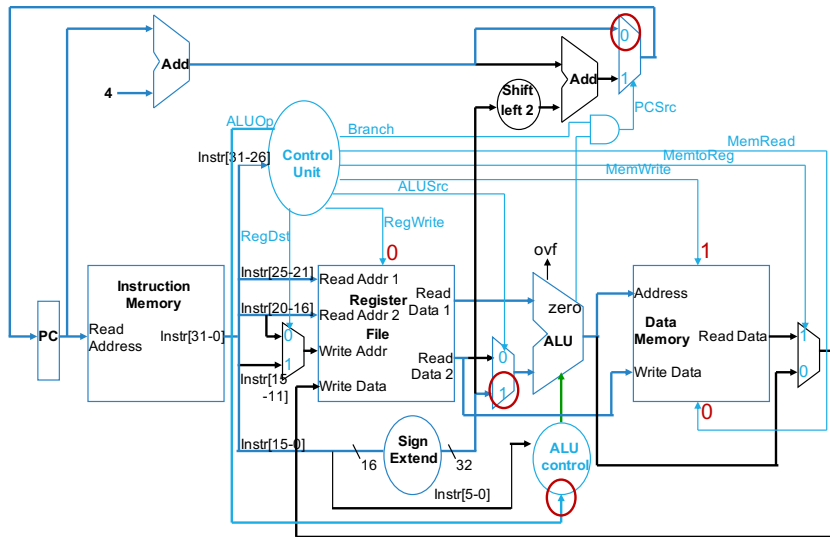 0
Add
Add
4
Shift
left 2
1
PCSrc
ALUOp
Branch
MemRead
Instr[31-26]
Control
Unit
MemtoReg
MemWrite
ALUSrc
RegDst
RegWrite
0
1
ovf
Instruction
Memory
Instr[25-21]
Read Addr 1
Register
File
Read
Data 1
zero
Address
Instr[20-16]
Read Addr 2
PC
Read
Address
Instr[31-0]
0
1
Write Addr
Read
Data 2
0
1
ALU
Data
Memory
Read Data
1
0
Instr[15
-11]
Write Data
Write Data
0
Instr[15-0]
Sign
Extend
16
32
ALU
control
Instr[5-0]